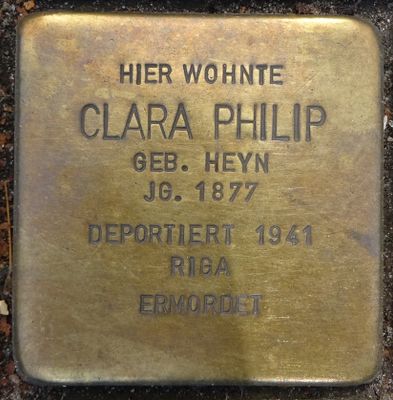 HIER WOHNTE
CLARA PHILIP
GEB. HEYN
JG. 1877
DEPORTIERT 1941
RIGA
ERMORDET